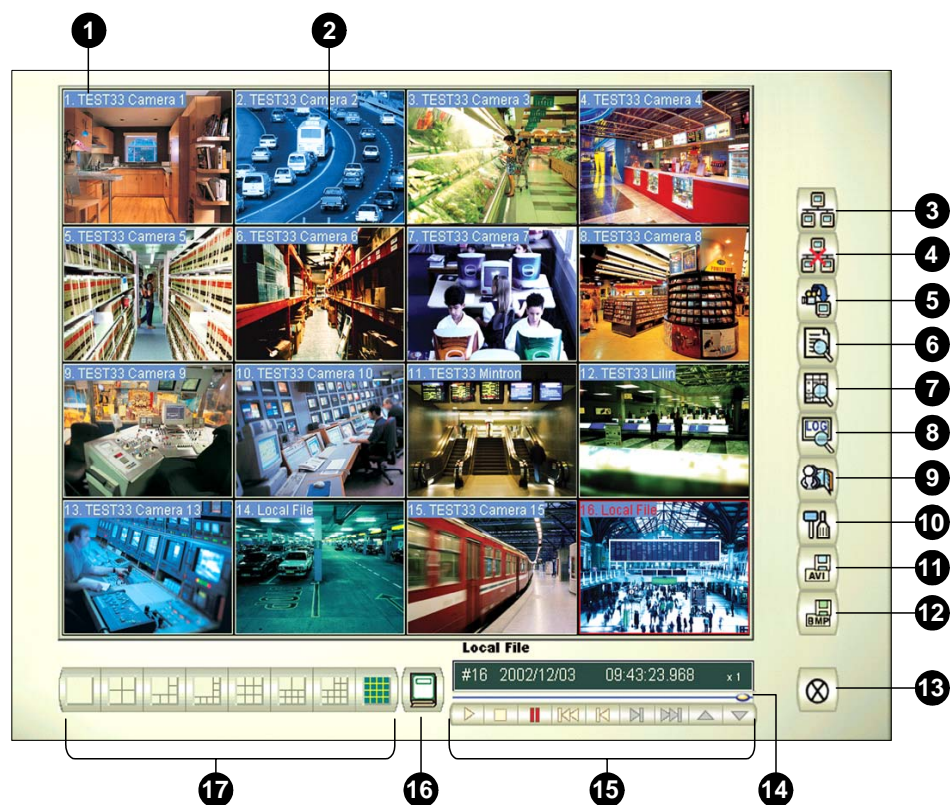 1 2
1. TEST33 Camera 1
2. TEST33 Camera 2
3. TEST33 Camera 3
4. TEST33 Camera 4
3
4
5. TEST33 Camera 5
6. TEST33 Camera 6
7. TEST33 Camera 7
8. TEST33 Camera 8
5
6
9. TEST33 Camera 9
10. TEST33 Camera 10
11. TEST33 Mintron
12. TEST33 Lilin
7
LOG
8
9
13. TEST33 Camera 13
14. Local File
15. TEST33 Camera 15
16. Local File
10
AVI
11
BMP
12
Local File
#16 2002/12/03 09:43:23.968 x 1
13
17 16 15 14